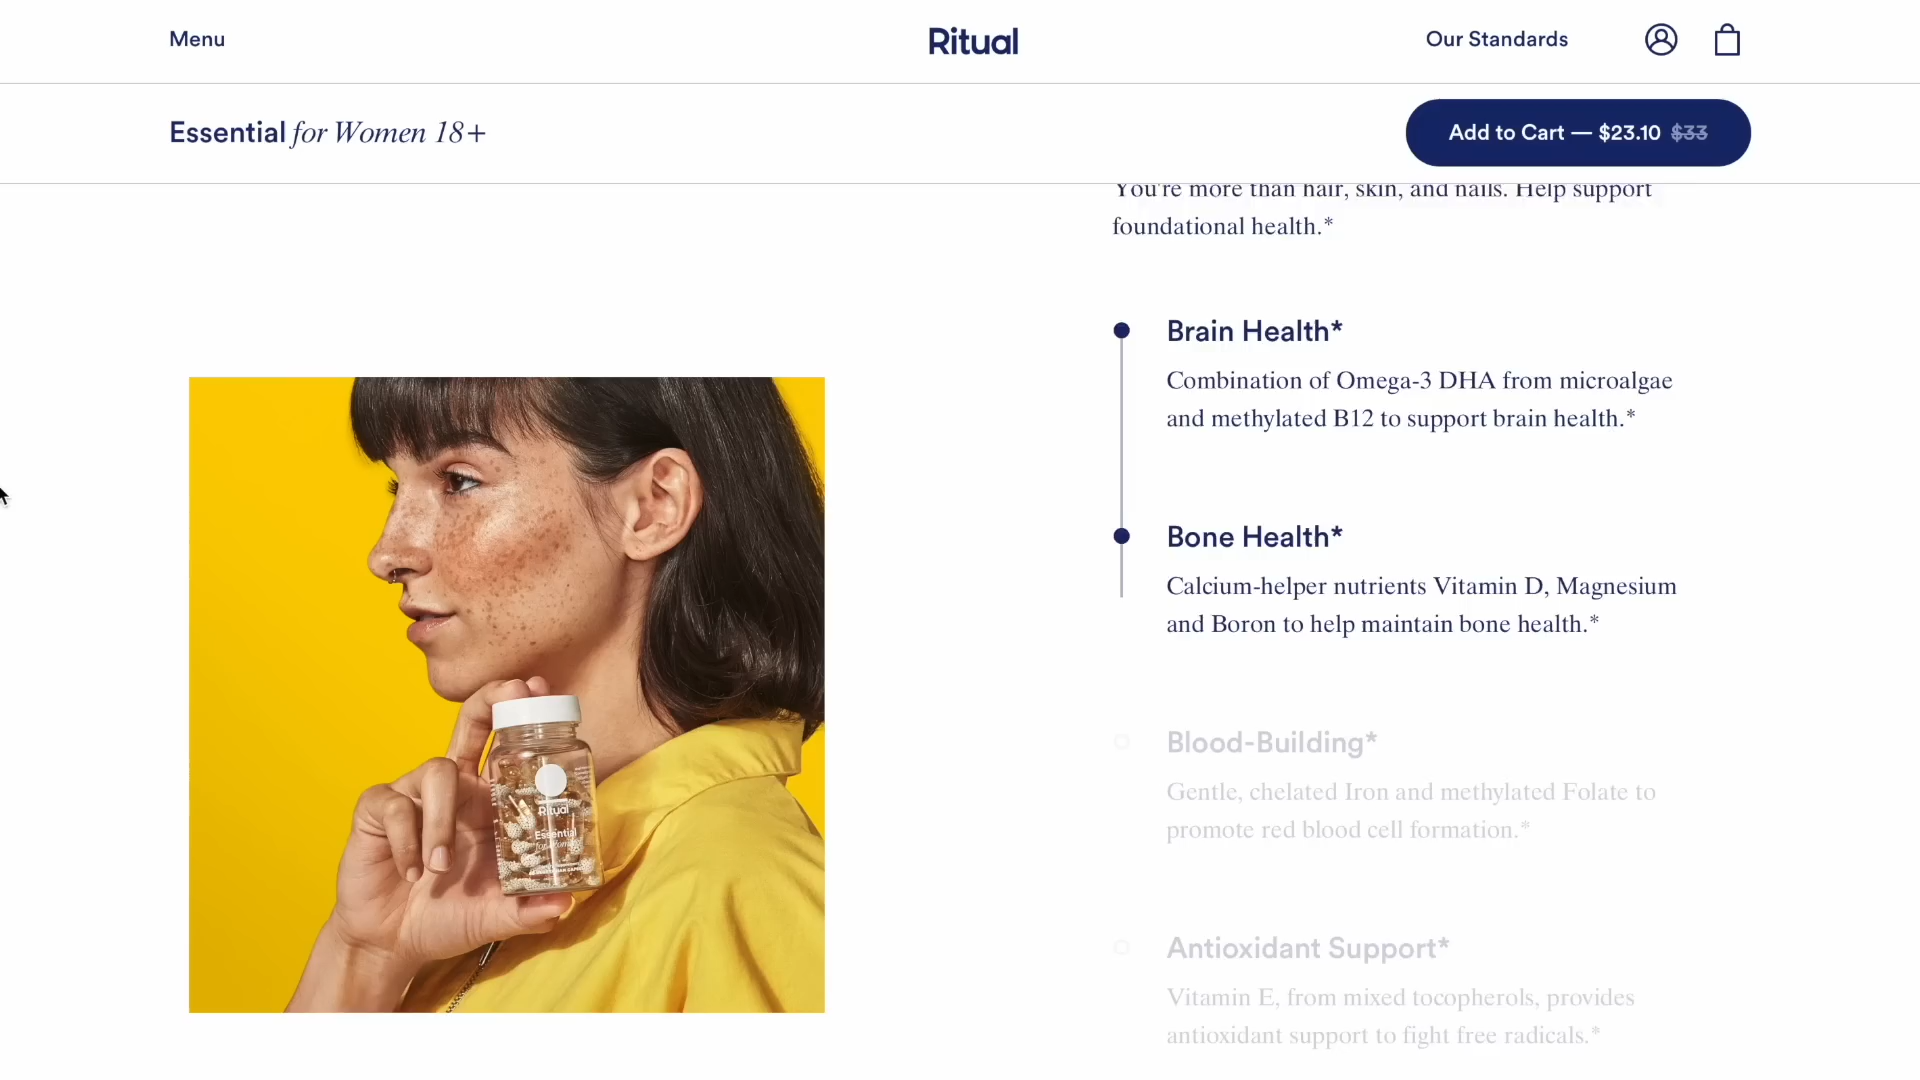 Menu
Ritual
Our Standards
Essential for Women 18+
Add to Cart — $23.10 $33
You're more than hair, skin, and nails. Help support
foundational health.*
Brain Health*
Combination of Omega-3 DHA from microalgae
and methylated B12 to support brain health.*
Bone Health*
Calcium-helper nutrients Vitamin D, Magnesium
and Boron to help maintain bone health.*
Blood-Building*
Gentle, chelated Iron and methylated Folate to
promote red blood cell formation.*
Antioxidant Support*
Vitamin E, from mixed tocopherols, provides
antioxidant support to fight free radicals.*
Ritual
Essential
for Women